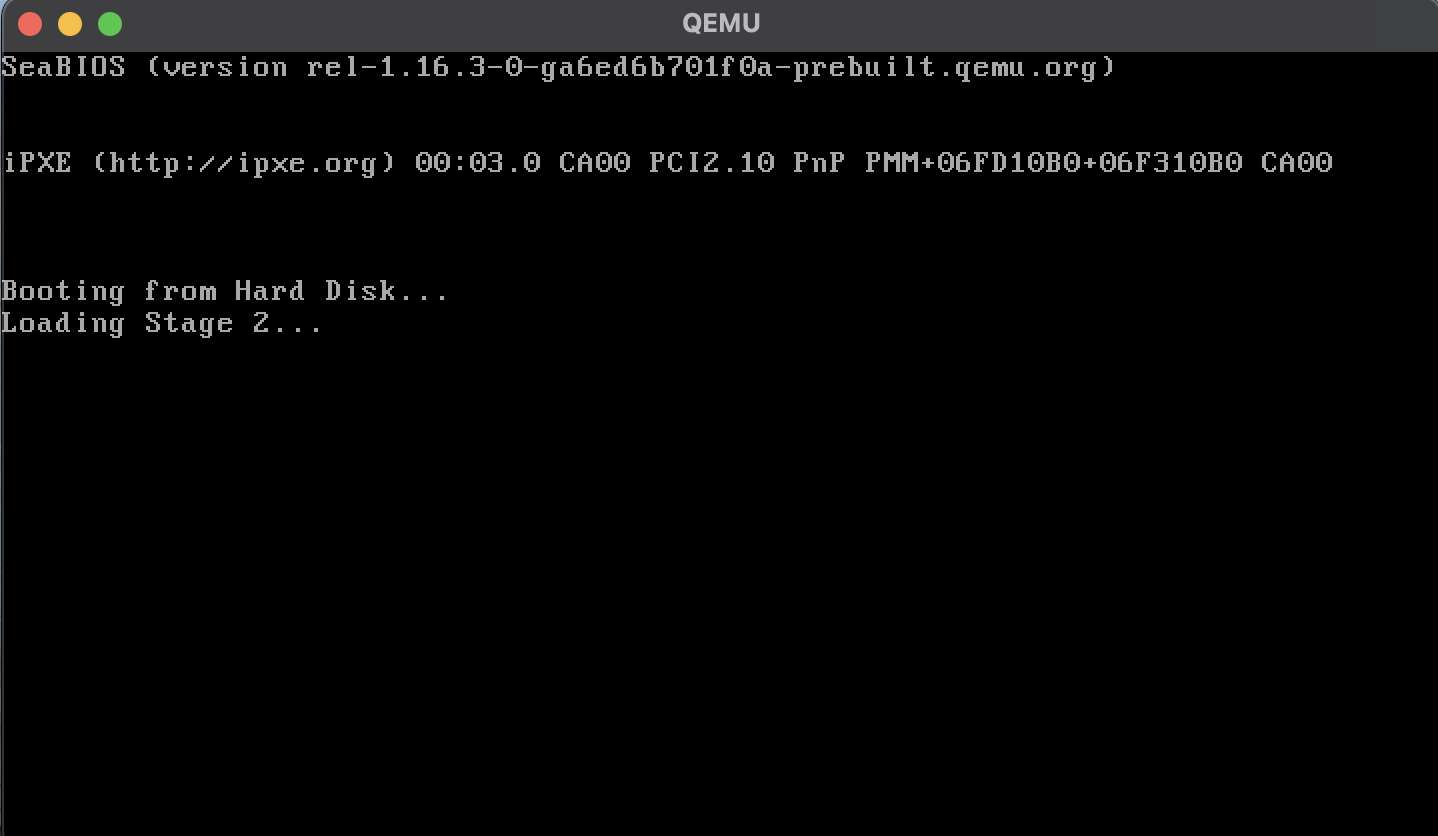 QEMU
SeaBIOS (version rel-1.16.3-0-ga6ed6b701f0a-prebuilt.qemu.org)
iPXE (http://ipxe.org) 00:03.0 CA00 PCI2.10 PnP PMM+06FD10B0+06F310B0 CA00
Booting from Hard Disk...
Loading Stage 2...